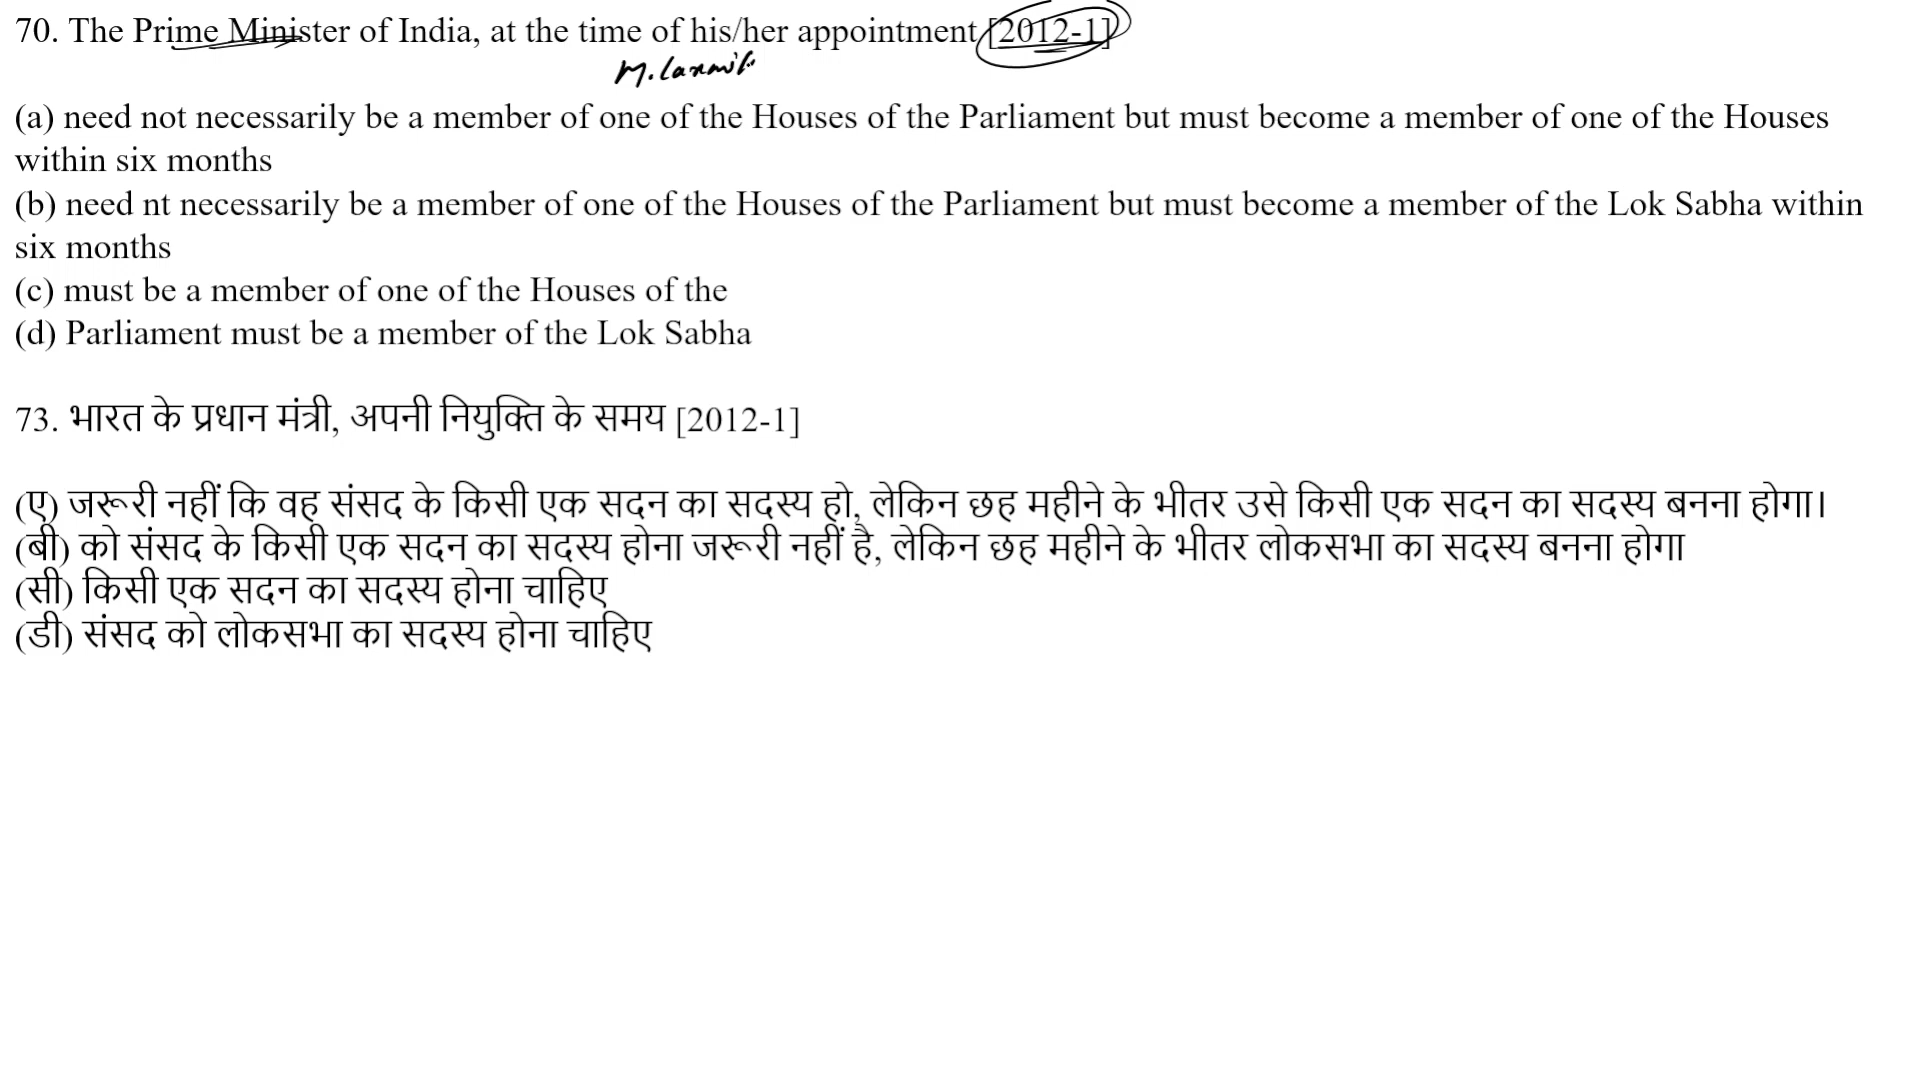 70. The Prime Minister of India, at the time of his/her appointment [2012-1]
M. Laxmi
(a) need not necessarily be a member of one of the Houses of the Parliament but must become a member of one of the Houses
within six months
(b) need nt necessarily be a member of one of the Houses of the Parliament but must become a member of the Lok Sabha within
six months
(c) must be a member of one of the Houses of the
(d) Parliament must be a member of the Lok Sabha
73. भारत के प्रधान मंत्री, अपनी नियुक्ति के समय [2012-1]
(ए) जरूरी नहीं कि वह संसद के किसी एक सदन का सदस्य हो, लेकिन छह महीने के भीतर उसे किसी एक सदन का सदस्य बनना होगा।
(बी) को संसद के किसी एक सदन का सदस्य होना जरूरी नहीं है, लेकिन छह महीने के भीतर लोकसभा का सदस्य बनना होगा
(सी) किसी एक सदन का सदस्य होना चाहिए
(डी) संसद को लोकसभा का सदस्य होना चाहिए